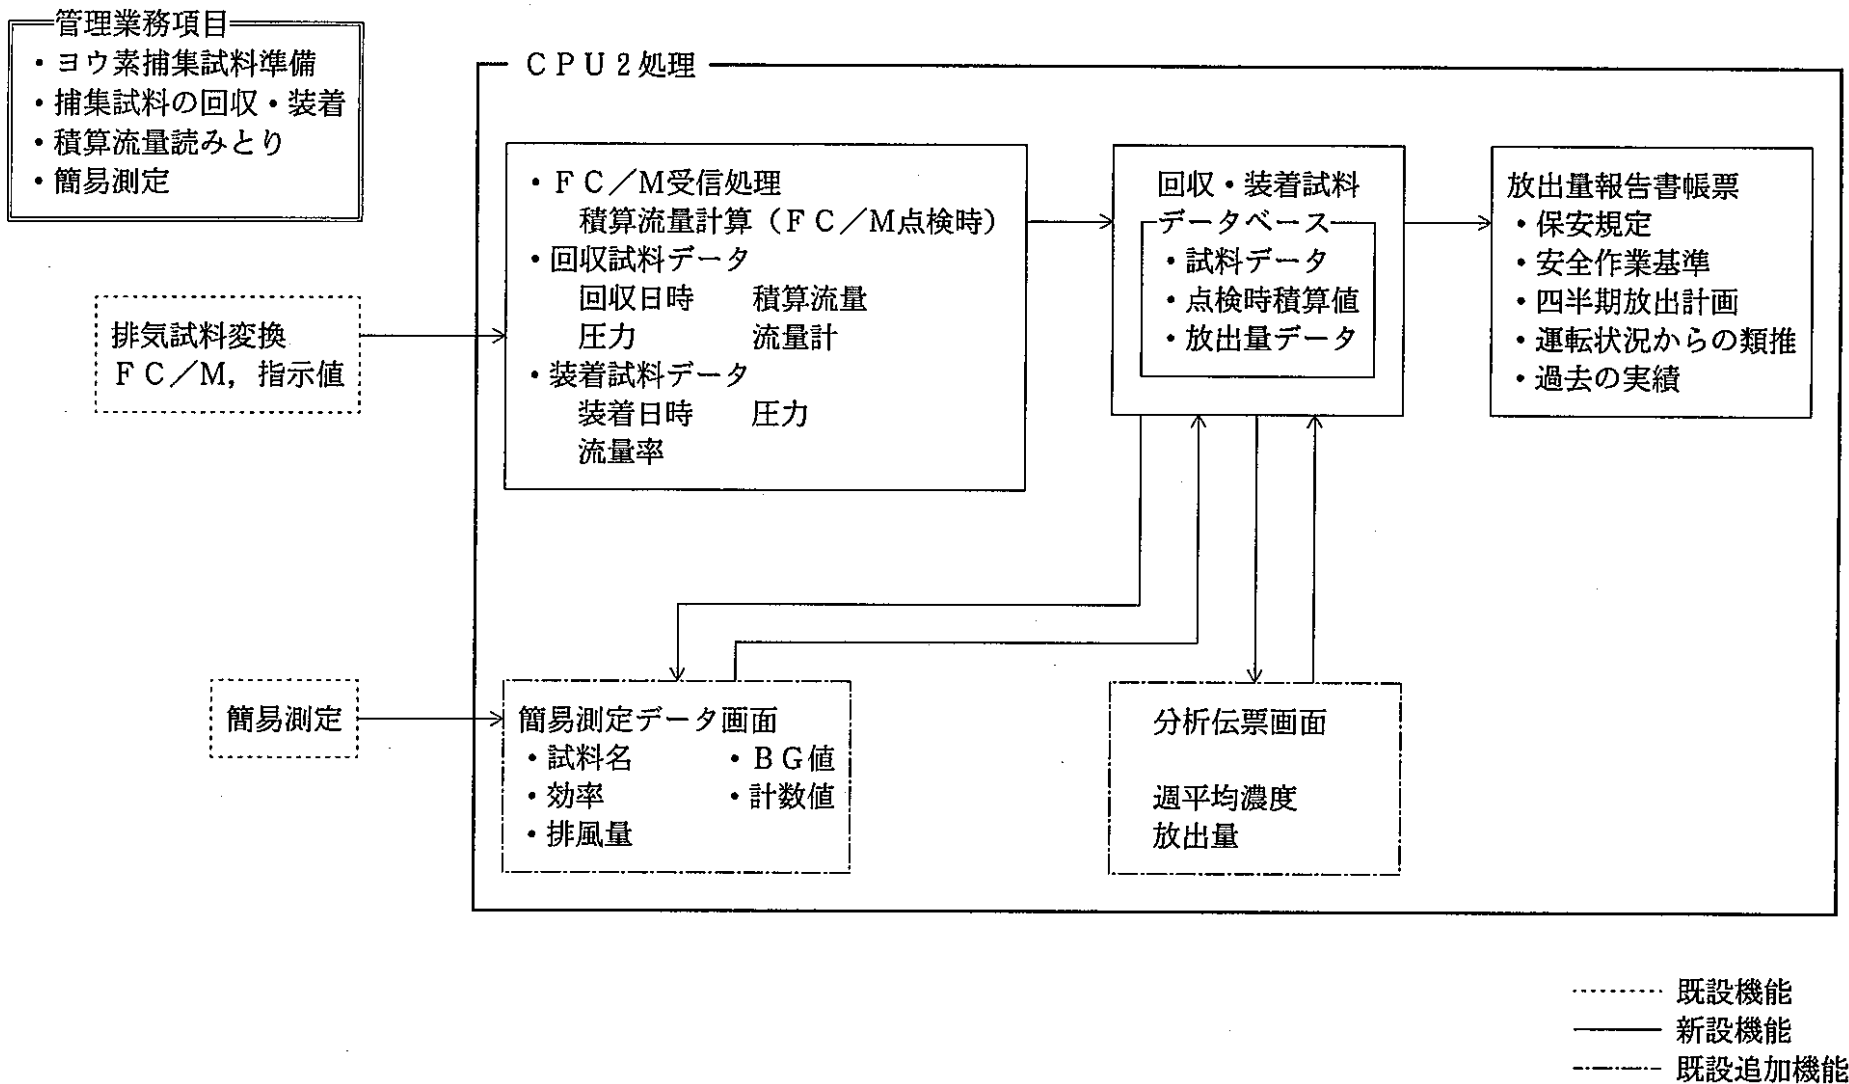 管理業務項目
・ヨウ素捕集試料準備
・捕集試料の回収・装着
・積算流量読みとり
・簡易測定
CPU2処理
排気試料変換
FC/M,指示値
・FC/M受信処理
積算流量計算(FC/M点検時)
・回収試料データ
回収日時 積算流量
圧力 流量計
・装着試料データ
装着日時 圧力
流量率
回収・装着試料
データベース
・試料データ
・点検時積算値
・放出量データ
放出量報告書帳票
・保安規定
・安全作業基準
・四半期放出計画
・運転状況からの類推
・過去の実績
簡易測定
簡易測定データ画面
・試料名 ・BG値
・効率 ・計数値
・排風量
分析伝票画面
週平均濃度
放出量
既設機能
新設機能
既設追加機能